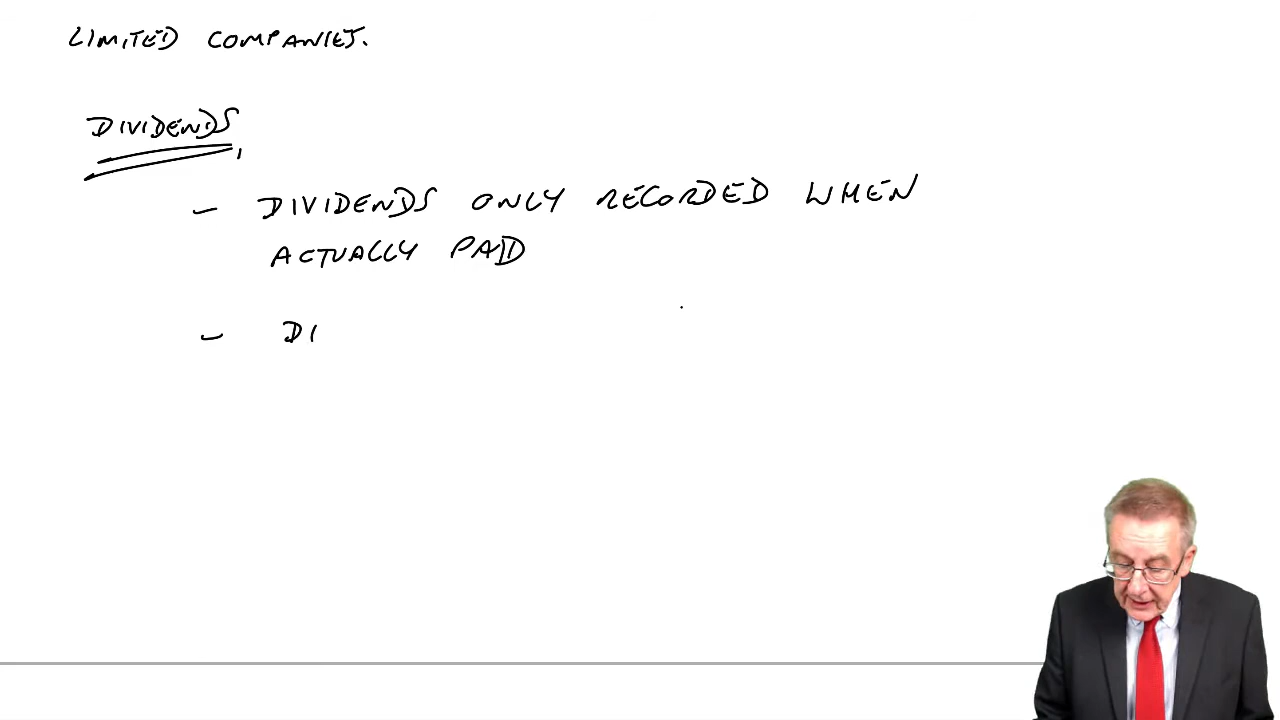 LIMITED COMPANIES.
DIVIDENDS
- DIVIDENDS ONLY RECORDED WHEN
ACTUALLY PAID
- DI